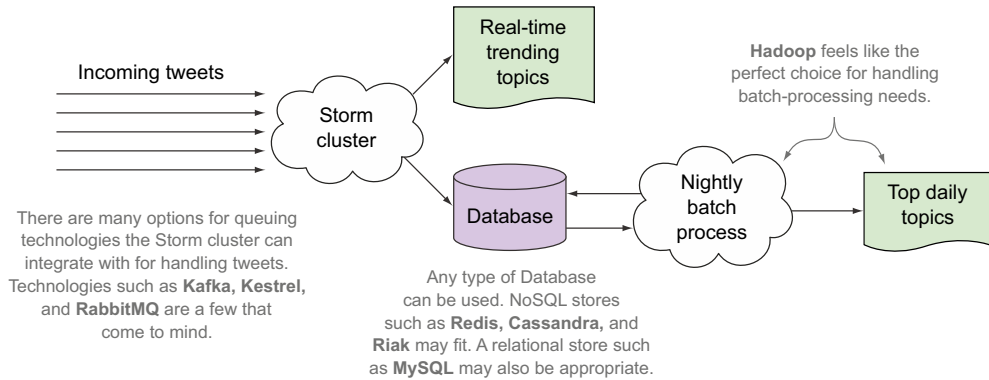 Incoming tweets
Storm
cluster
Real-time
trending
topics
Database
Nightly
batch
process
Top daily
topics
Hadoop feels like the
perfect choice for handling
batch-processing needs.
There are many options for queuing
technologies the Storm cluster can
integrate with for handling tweets.
Technologies such as Kafka, Kestrel,
and RabbitMQ are a few that
come to mind.
Any type of Database
can be used. NoSQL stores
such as Redis, Cassandra, and
Riak may fit. A relational store such
as MySQL may also be appropriate.